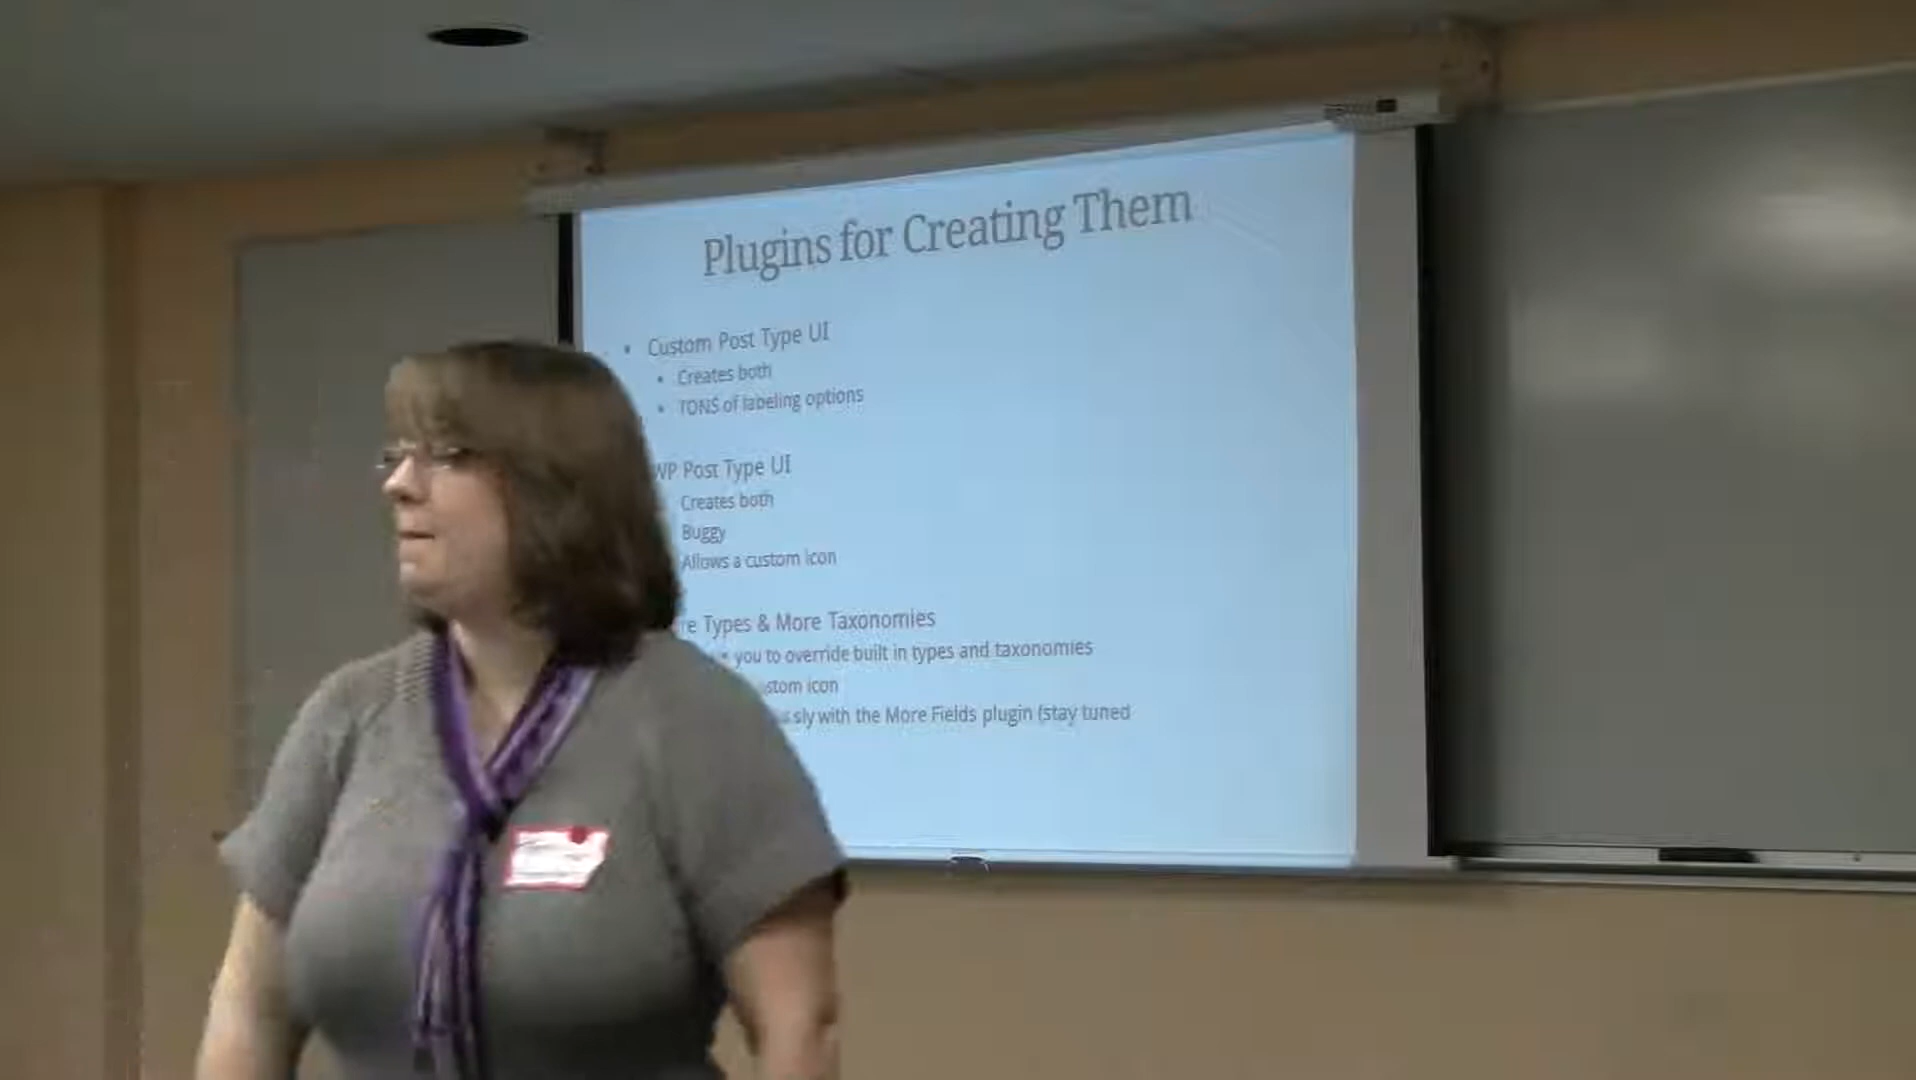 Plugins for Creating Them
• Custom Post Type UI
• Creates both
• TONS of labeling options
WP Post Type UI
Creates both
Buggy
Allows a custom icon
re Types & More Taxonomies
you to override built in types and taxonomies
stom icon
sly with the More Fields plugin (stay tuned